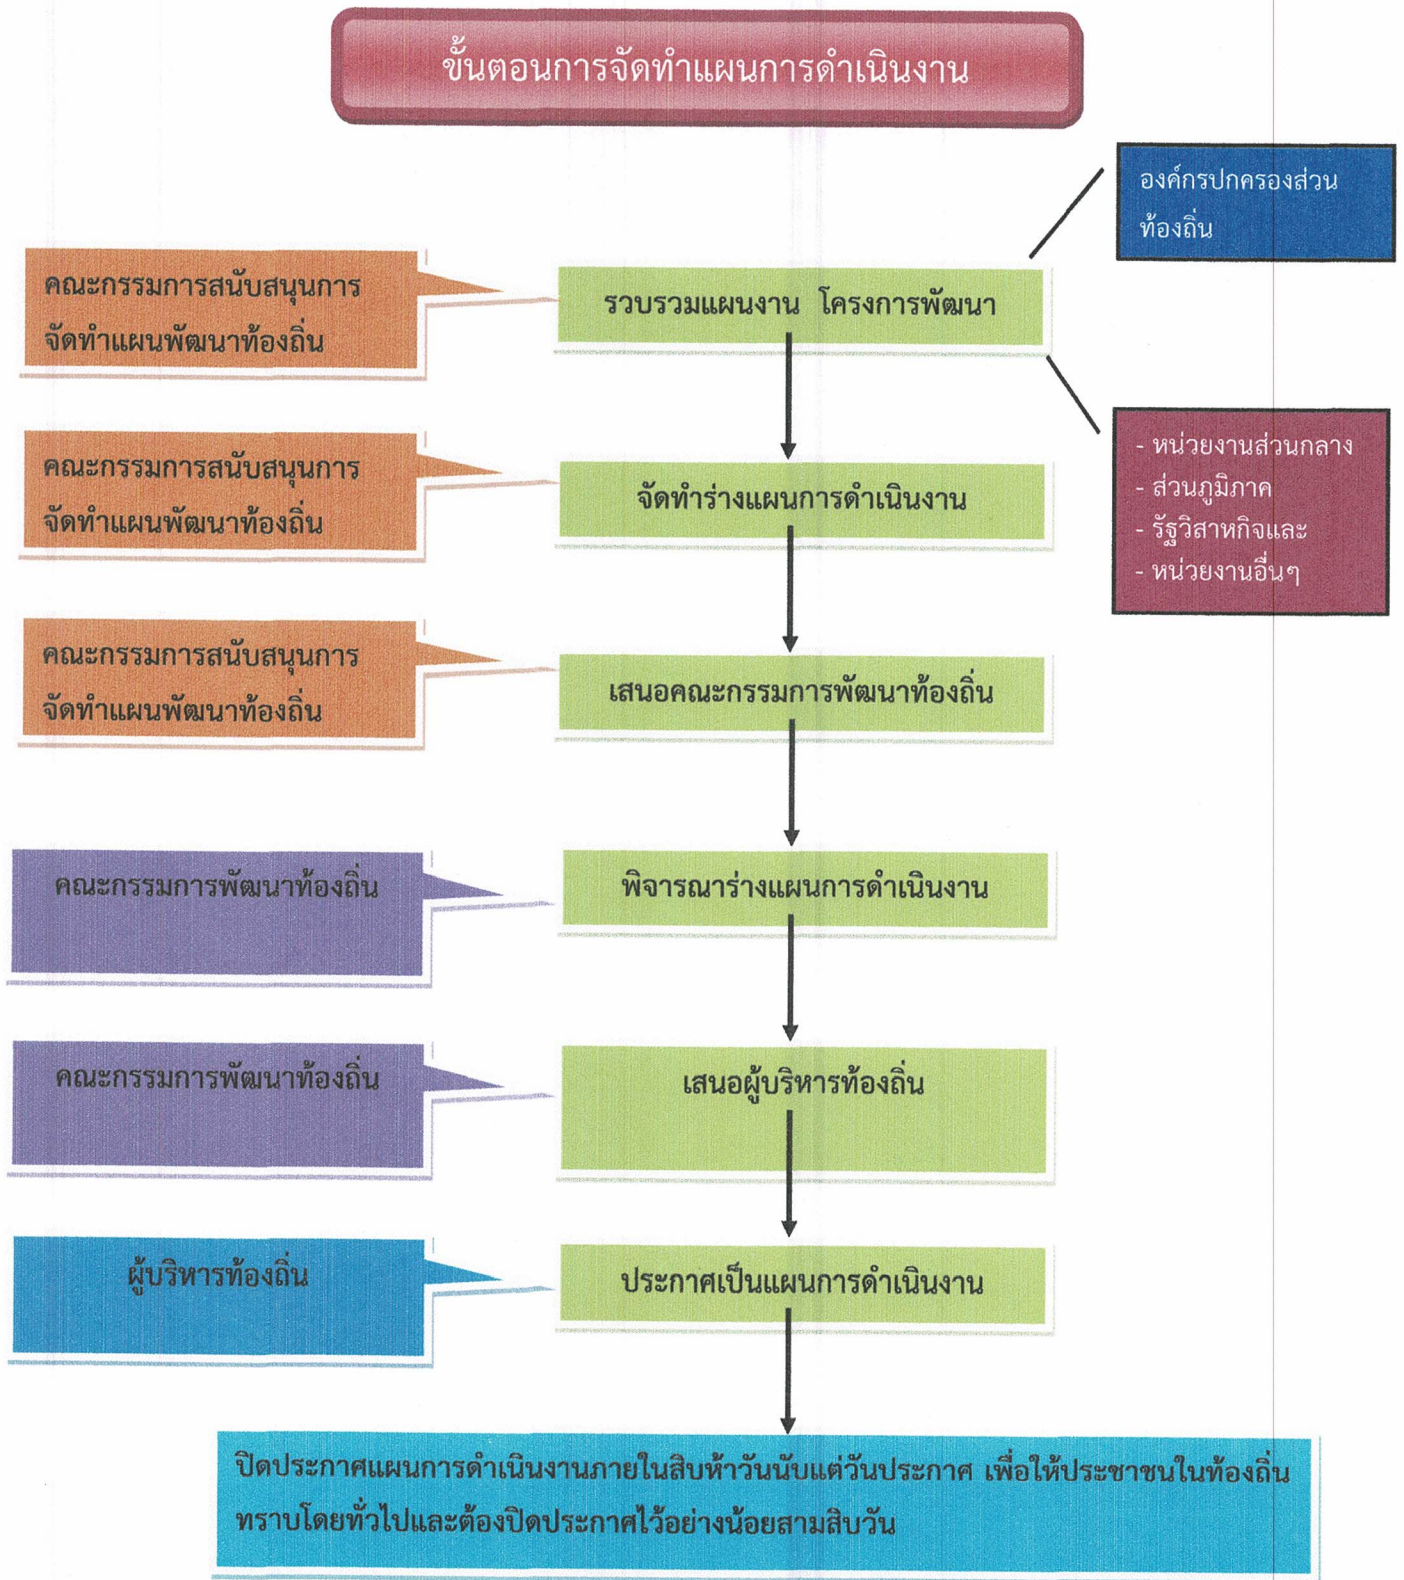 ขั้นตอนการจัดทำแผนการดำเนินงาน
องค์กรปกครองส่วน
ท้องถิ่น
คณะกรรมการสนับสนุนการ
จัดทำแผนพัฒนาท้องถิ่น
รวบรวมแผนงาน โครงการพัฒนา
- หน่วยงานส่วนกลาง
- ส่วนภูมิภาค
- รัฐวิสาหกิจและ
- หน่วยงานอื่นๆ
คณะกรรมการสนับสนุนการ
จัดทำแผนพัฒนาท้องถิ่น
จัดทำร่างแผนการดำเนินงาน
คณะกรรมการสนับสนุนการ
จัดทำแผนพัฒนาท้องถิ่น
เสนอคณะกรรมการพัฒนาท้องถิ่น
คณะกรรมการพัฒนาท้องถิ่น
พิจารณาร่างแผนการดำเนินงาน
คณะกรรมการพัฒนาท้องถิ่น
เสนอผู้บริหารท้องถิ่น
ผู้บริหารท้องถิ่น
ประกาศเป็นแผนการดำเนินงาน
ปิดประกาศแผนการดำเนินงานภายในสิบห้าวันนับแต่วันประกาศ เพื่อให้ประชาชนในท้องถิ่น
ทราบโดยทั่วไปและต้องปิดประกาศไว้อย่างน้อยสามสิบวัน